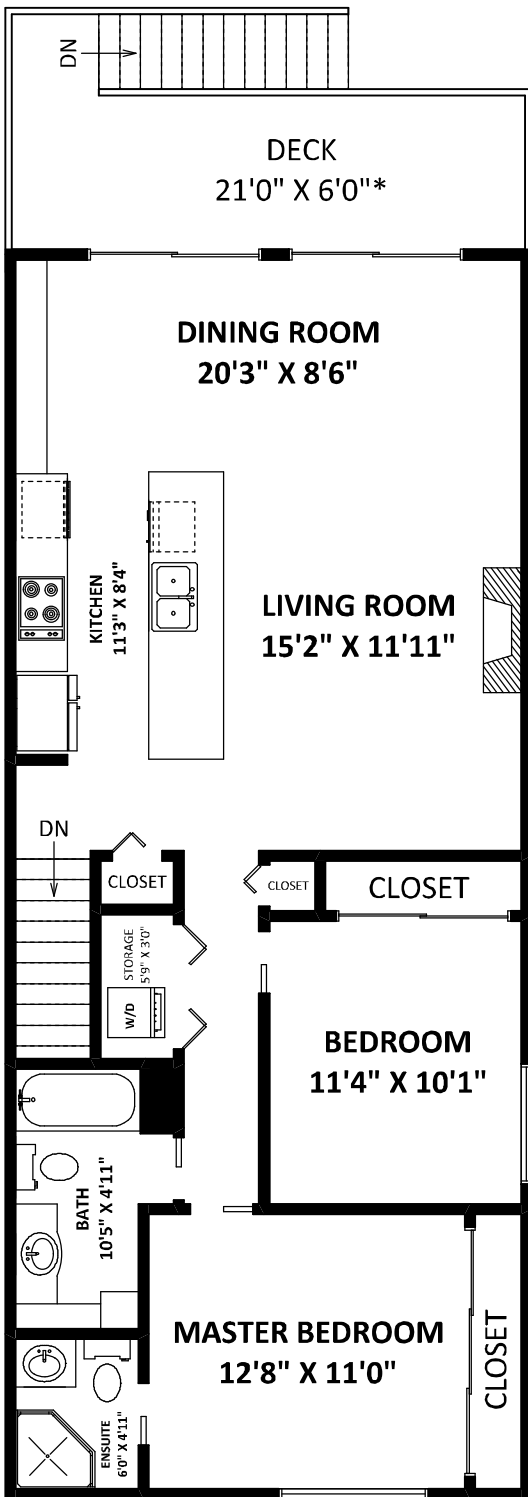 DN
DECK
21'0" X 6'0"*
DINING ROOM
20'3" X 8'6"
KITCHEN
11'3" X 8'4"
LIVING ROOM
15'2" X 11'11"
DN
CLOSET
CLOSET
CLOSET
STORAGE
5'9" X 3'0"
W/D
BEDROOM
11'4" X 10'1"
BATH
10'5" X 4'11"
MASTER BEDROOM
12'8" X 11'0"
CLOSET
ENSUITE
6'0" X 4'11"